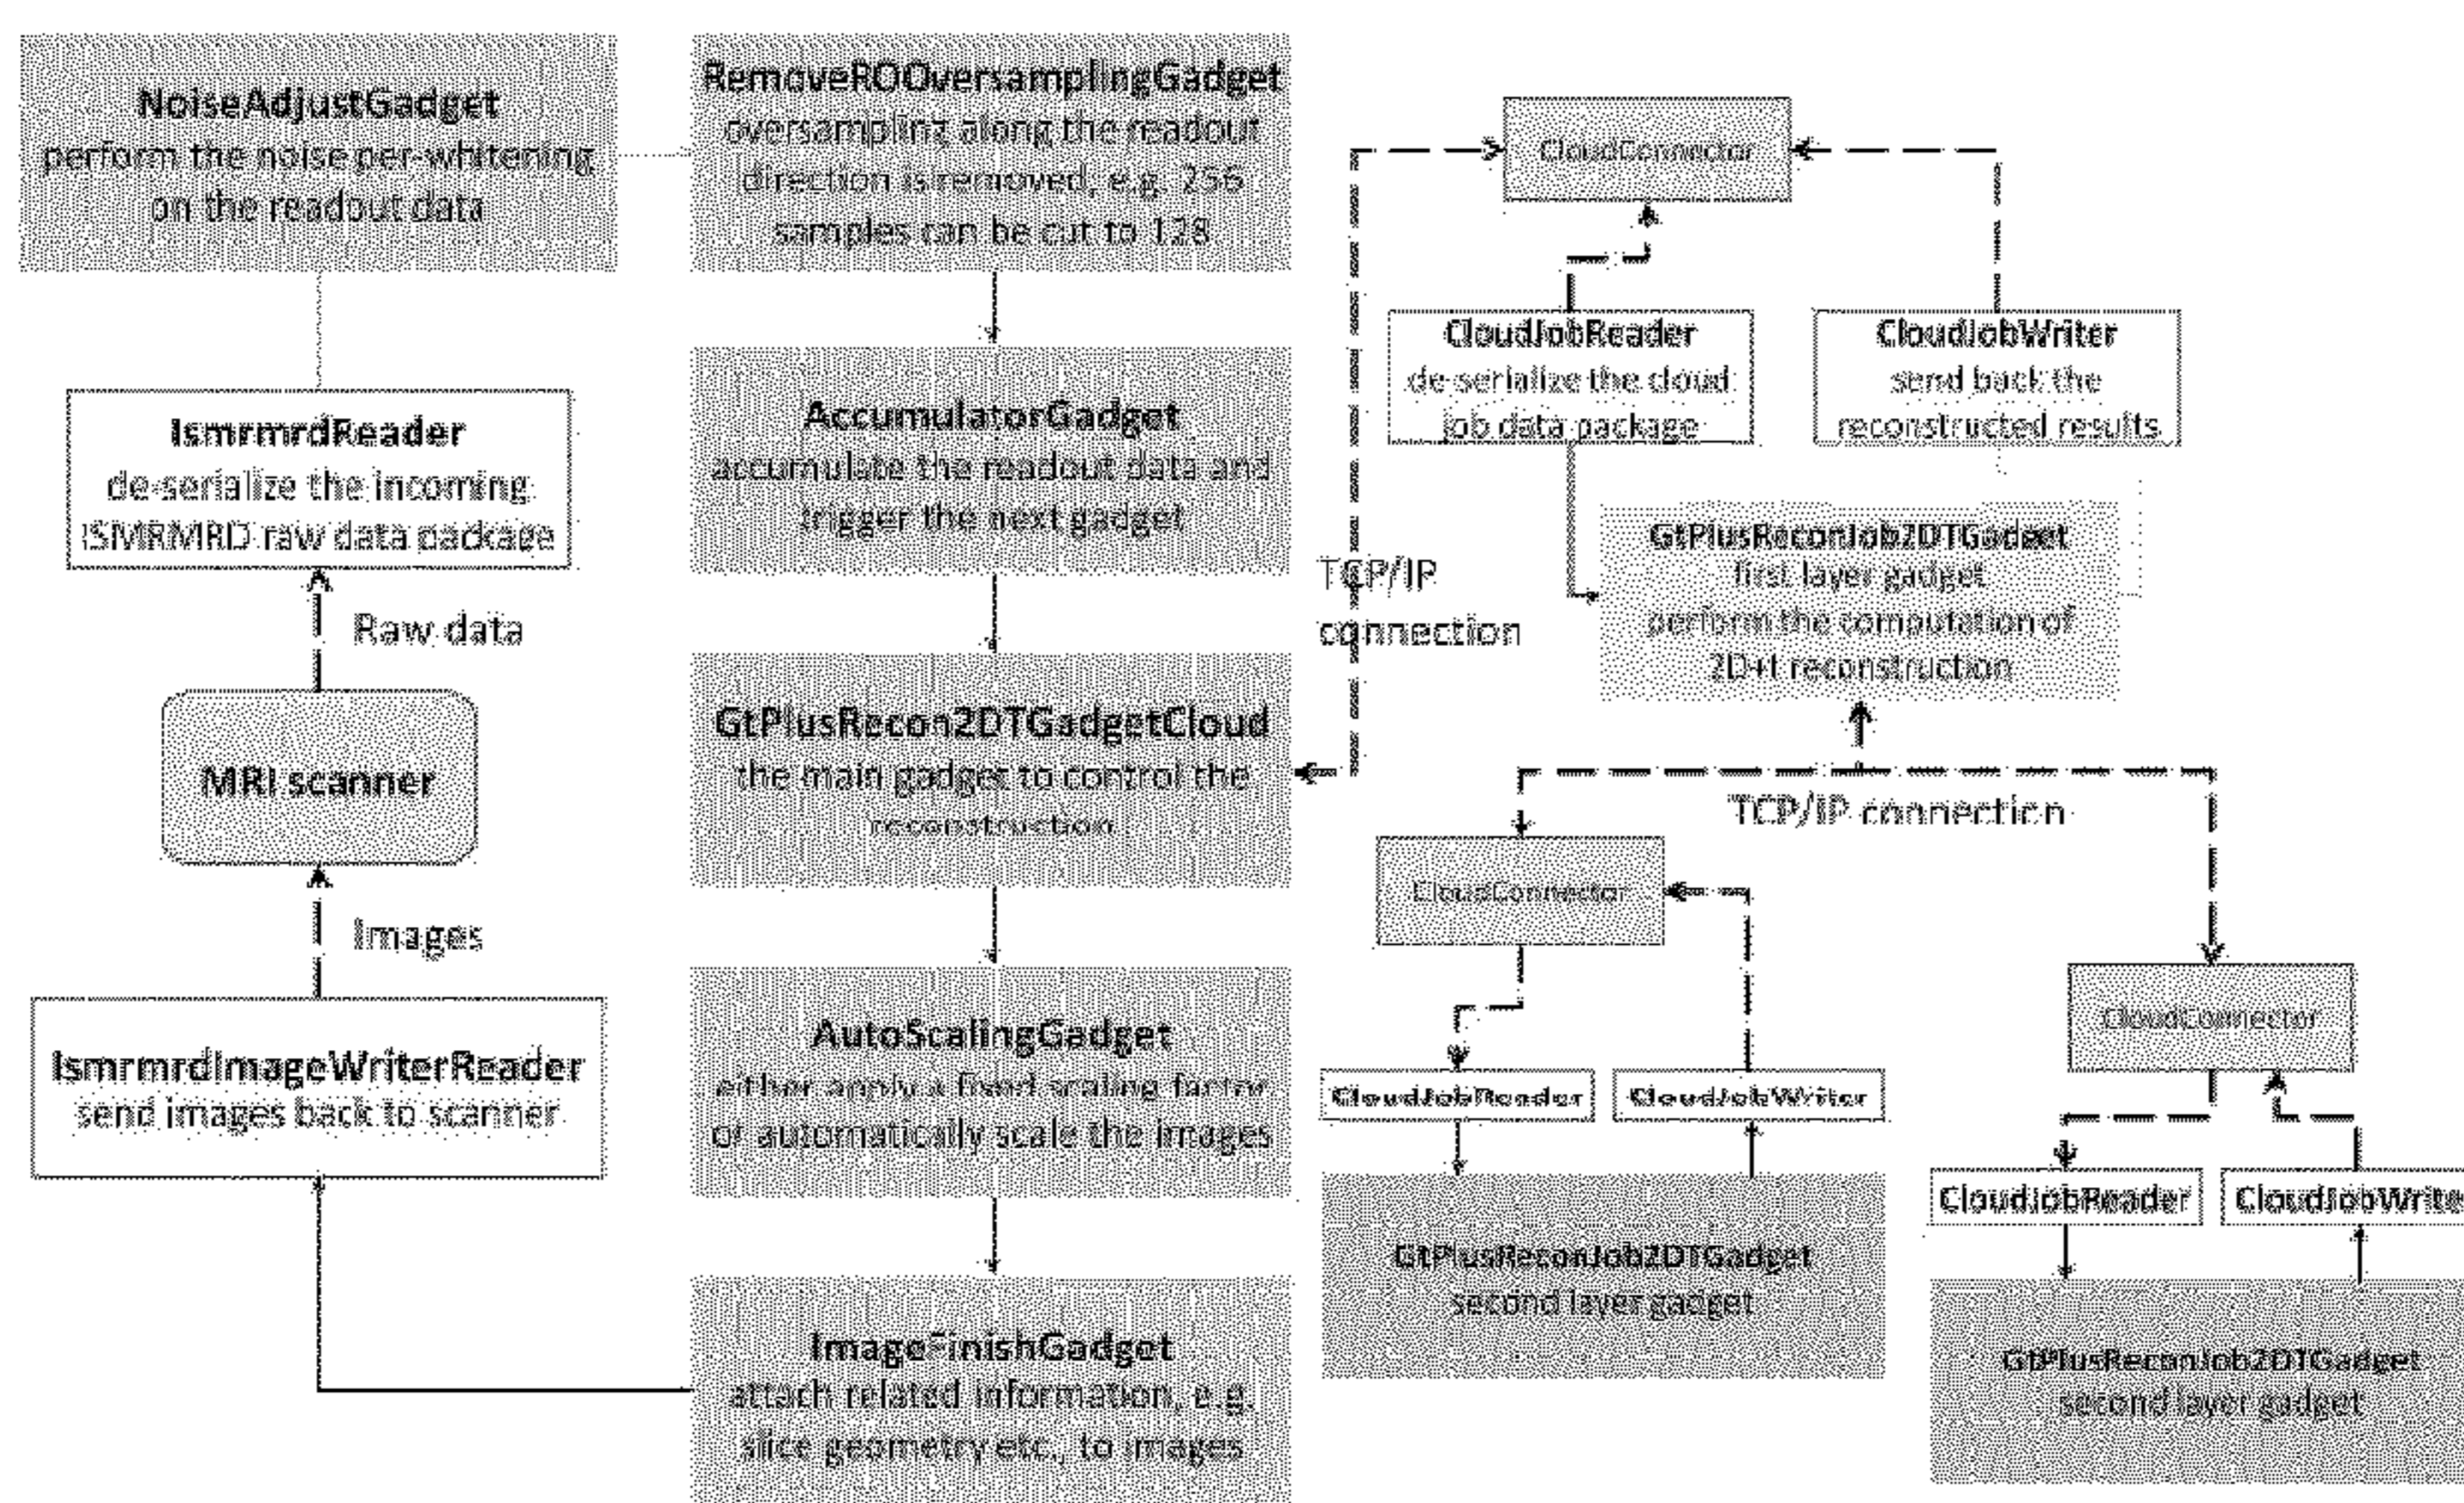 NoiseAdjustGadget
perform the noise per-whitening
on the readout data
IsmrmrdReader
de-serialize the incoming
ISMRMRD raw data package
Raw data
MRI scanner
Images
IsmrmrdImageWriterReader
send images back to scanner
RemoveROOversamplingGadget
oversampling along the readout
direction is removed, e.g. 256
samples can be cut to 128
AccumulatorGadget
accumulate the readout data and
trigger the next gadget
GtPlusRecon2DTGadgetCloud
the main gadget to control the
reconstruction
AutoScalingGadget
either apply a fixed scaling factor
or automatically scale the images
ImageFinishGadget
attach related information, e.g.
slice geometry etc., to images
TCP/IP
connection
CloudConnector
CloudJobReader
de-serialize the cloud
job data package
CloudJobWriter
send back the
reconstructed results
GtPlusReconJob2DTGadget
first layer gadget
perform the computation of
2D+t reconstruction
TCP/IP connection
CloudConnector
CloudJobReader
CloudJobWriter
GtPlusReconJob2DTGadget
second layer gadget
CloudConnector
CloudJobReader
CloudJobWrite
GtPlusReconJob2DTGadget
second layer gadget